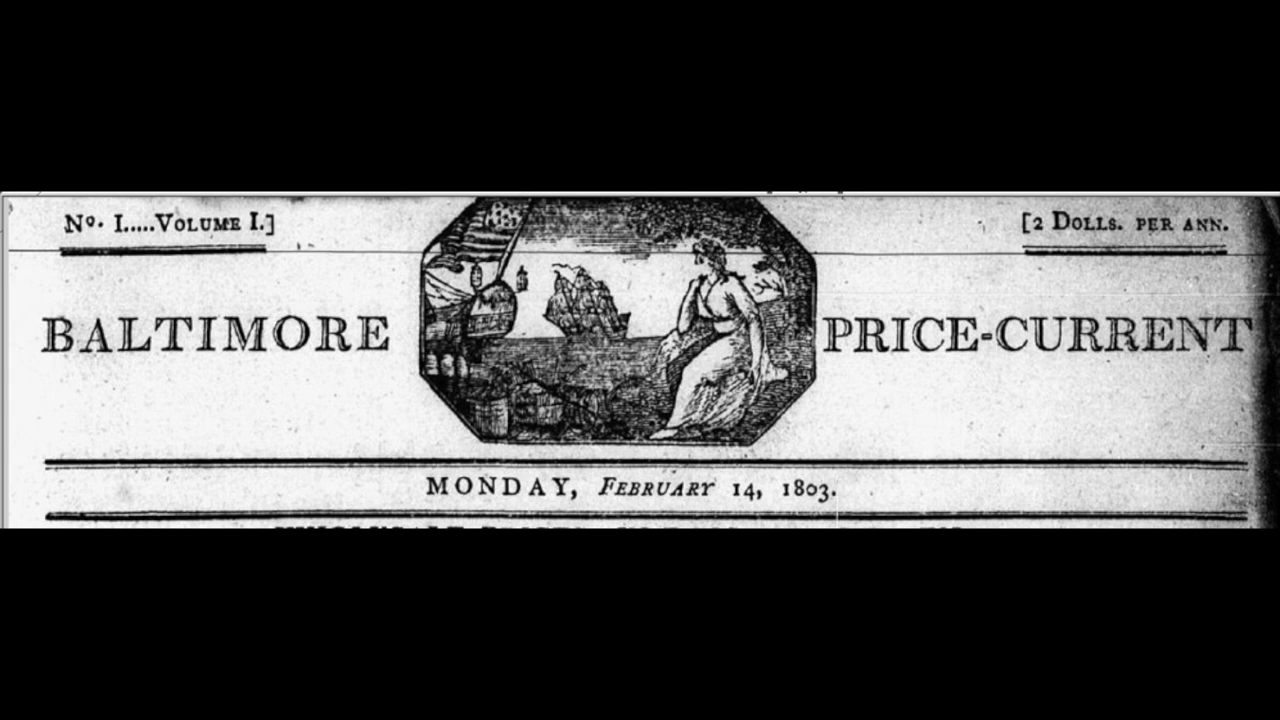 No. I.....Volume I.]
[2 Dolls. per ann.
BALTIMORE PRICE-CURRENT
MONDAY, February 14, 1803.